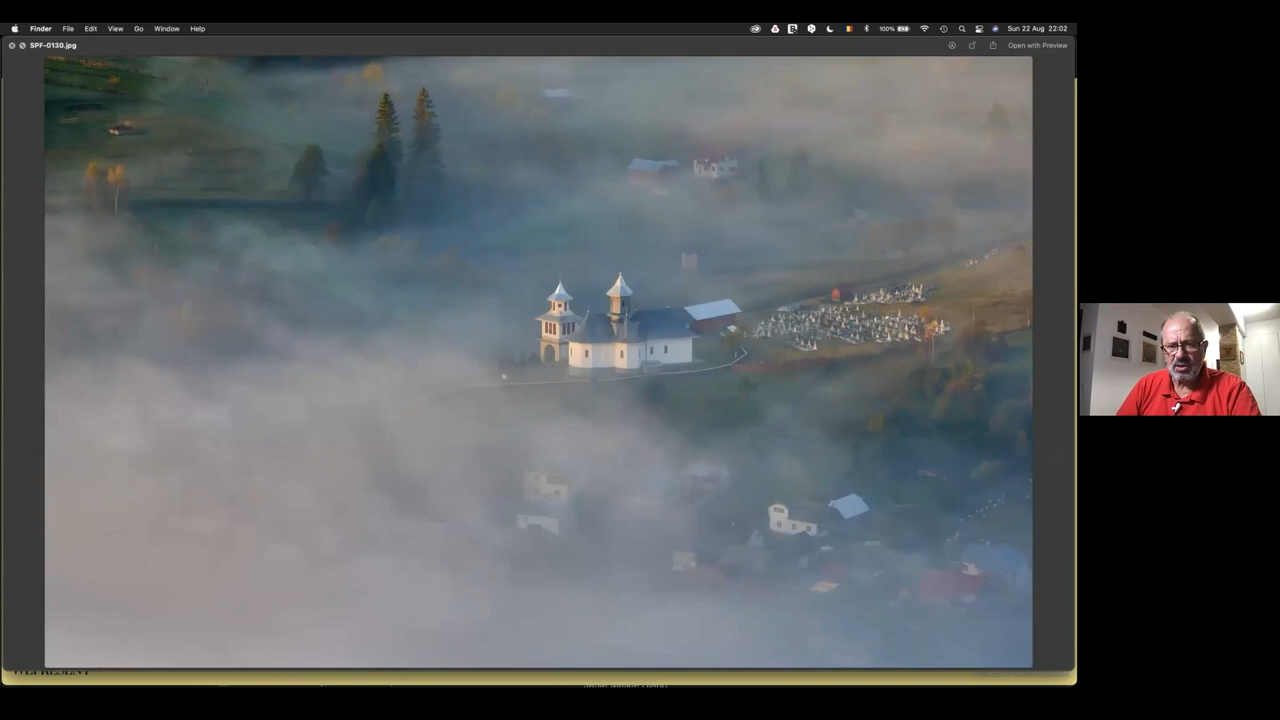 Finder File Edit View Go Window Help 100% Sun 22 Aug 22:02
SPF-0130.jpg Open with Preview